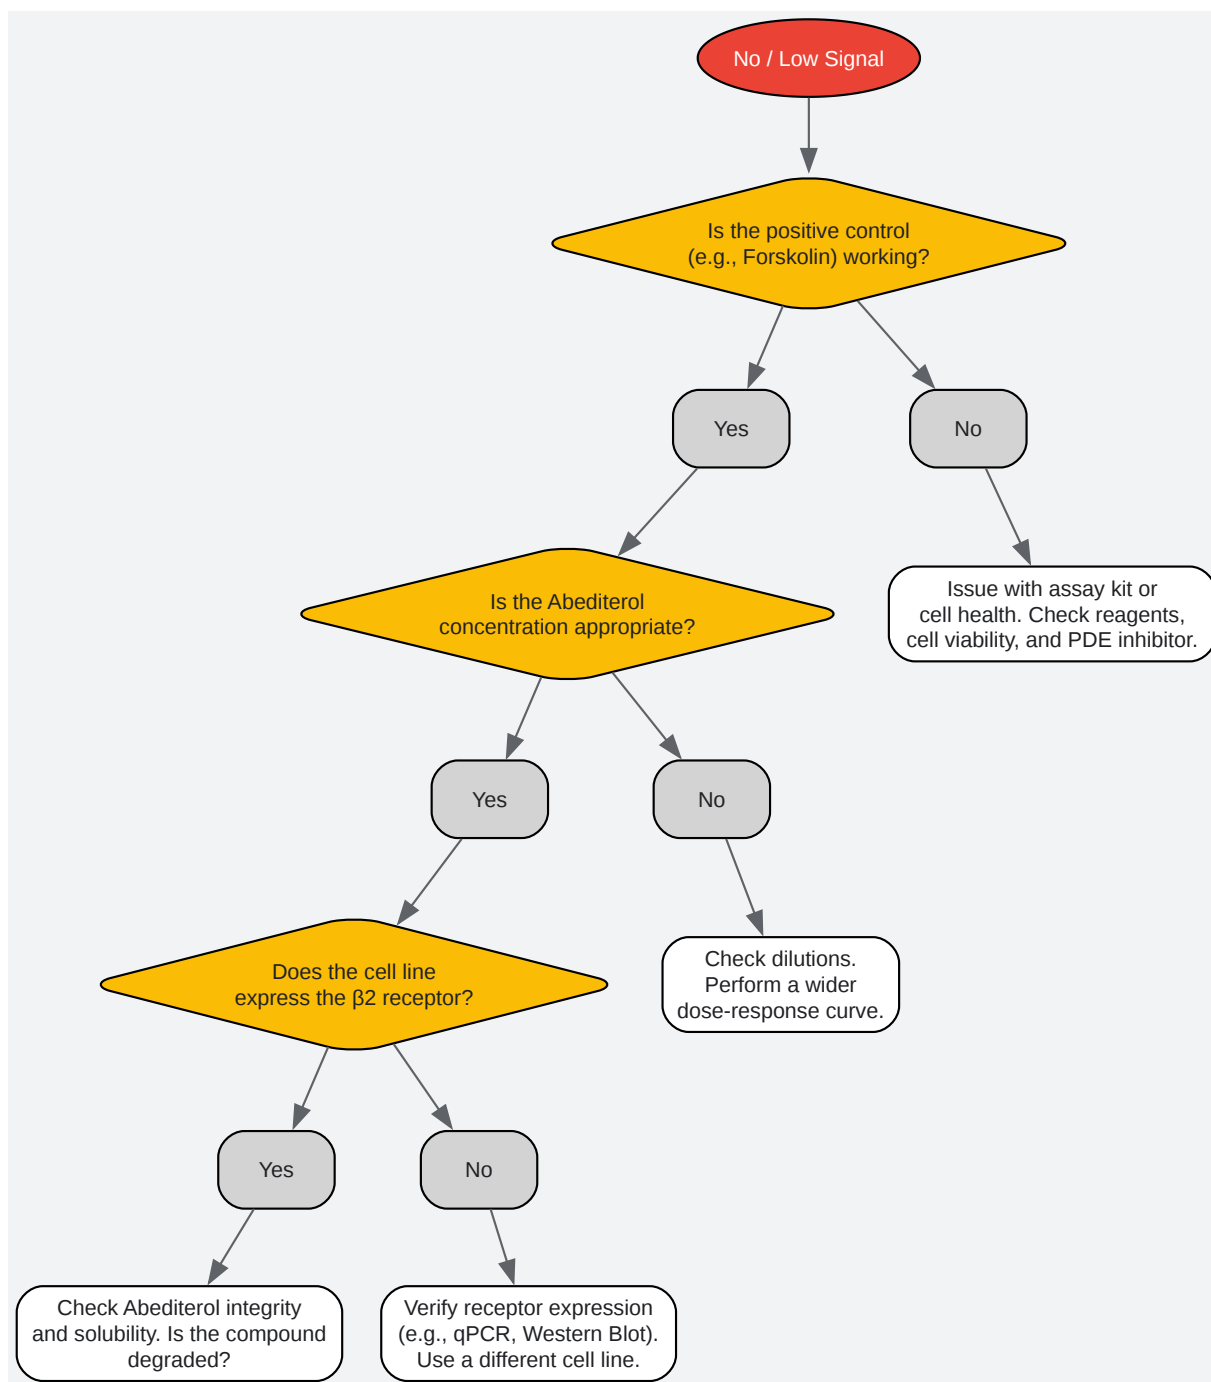 No / Low Signal
Is the positive control
(e.g., Forskolin) working?
Yes
No
Issue with assay kit or
cell health. Check reagents,
cell viability, and PDE inhibitor.
Is the Abediterol
concentration appropriate?
Yes
No
Check dilutions.
Perform a wider
dose-response curve.
Does the cell line
express the β2 receptor?
Yes
No
Check Abediterol integrity
and solubility. Is the compound
degraded?
Verify receptor expression
(e.g., qPCR, Western Blot).
Use a different cell line.